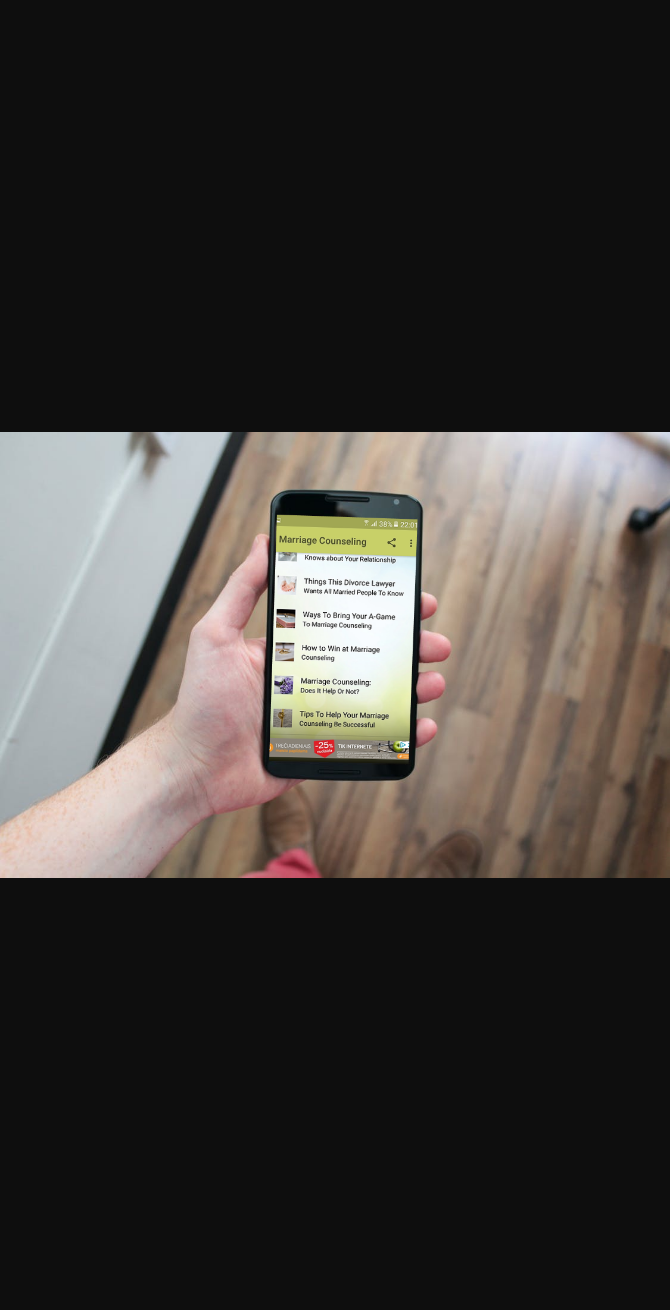 38% 22:01
Marriage Counseling
Knows about Your Relationship
Things This Divorce Lawyer
Wants All Married People To Know
Ways To Bring Your A-Game
To Marriage Counseling
How to Win at Marriage
Counseling
Marriage Counseling:
Does It Help Or Not?
Tips To Help Your Marriage
Counseling Be Successful
-25%
TIK INTERNETE